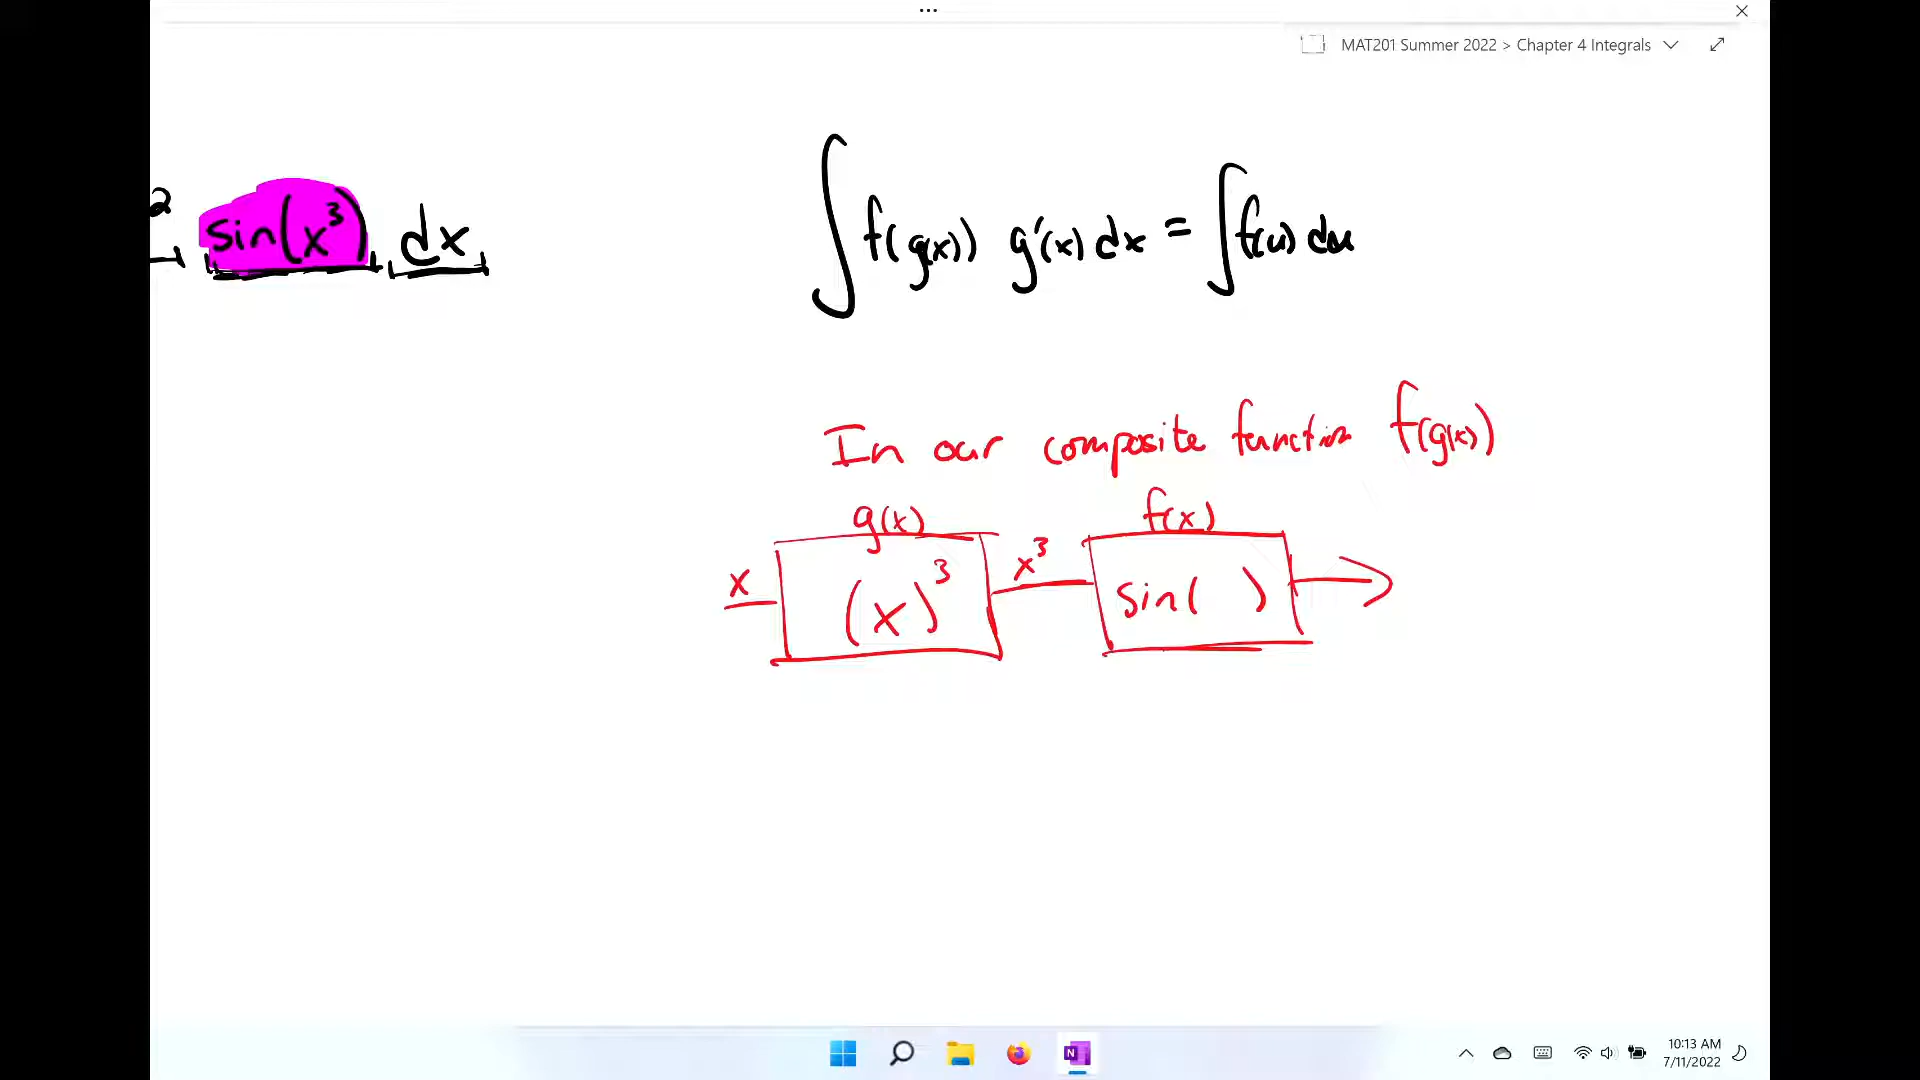 MAT201 Summer 2022 > Chapter 4 Integrals
2 sin(x³) dx
∫ f(g(x)) g'(x) dx = ∫ f(u) du
In our composite function f(g(x))
g(x) f(x)
x (x)³ x³ sin( )
10:13 AM
7/11/2022